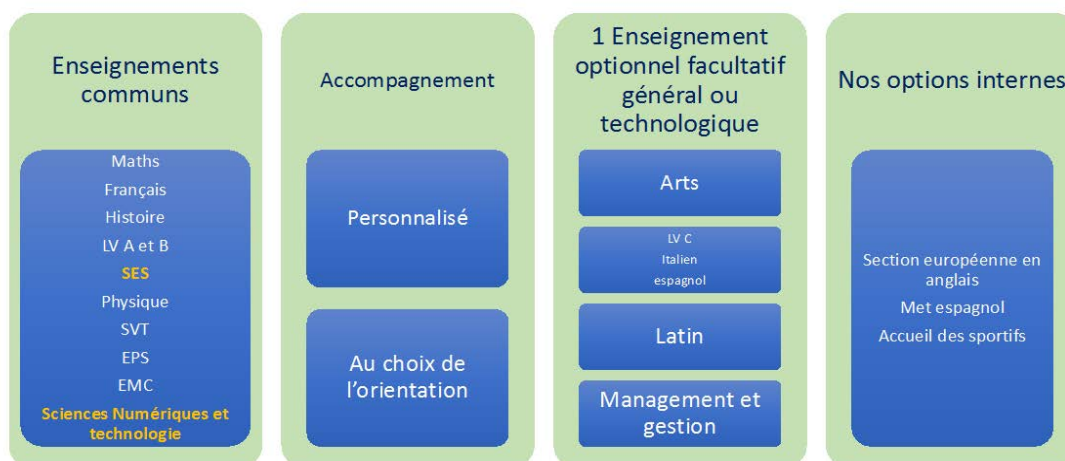 Enseignements
communs
Maths
Français
Histoire
LV A et B
SES
Physique
SVT
EPS
EMC
Sciences Numériques et
technologie
Accompagnement
Personnalisé
Au choix de
l'orientation
1 Enseignement
optionnel facultatif
général ou
technologique
Arts
LV C
Italien
espagnol
Latin
Management et
gestion
Nos options internes
Section européenne en
anglais
Met espagnol
Accueil des sportifs